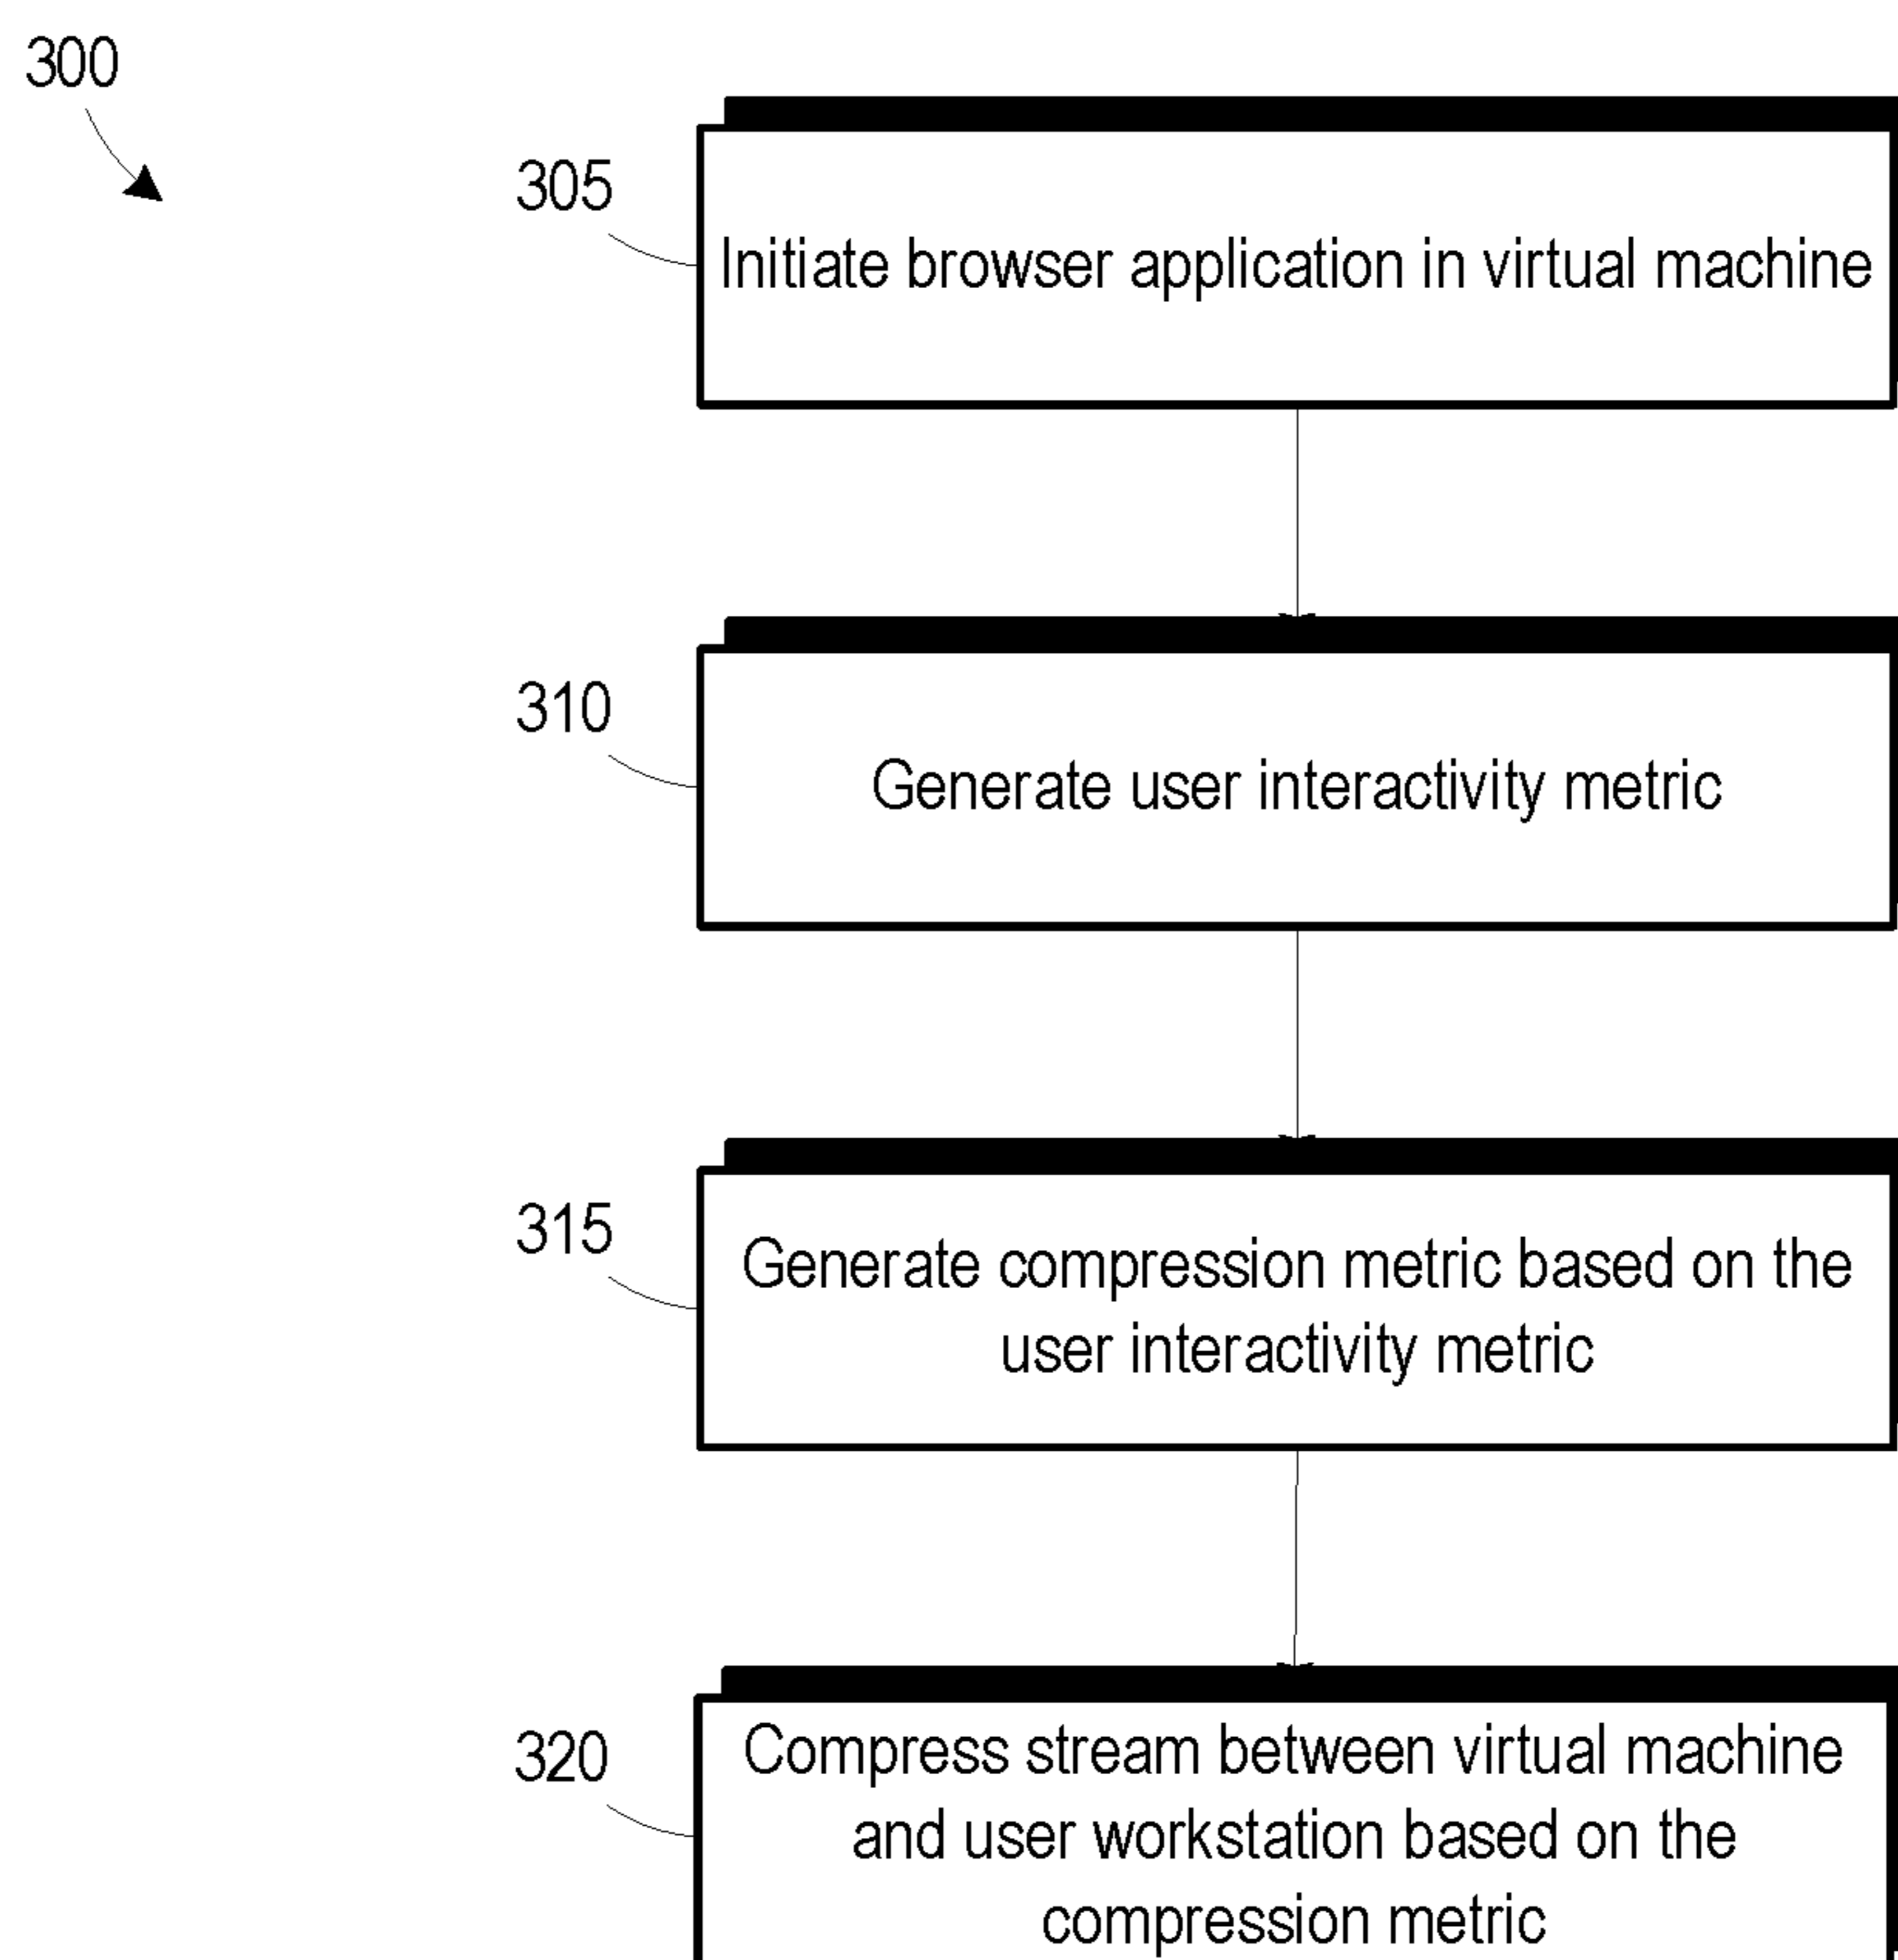 300
305
Initiate browser application in virtual machine
310
Generate user interactivity metric
315
Generate compression metric based on the
user interactivity metric
320
Compress stream between virtual machine
and user workstation based on the
compression metric